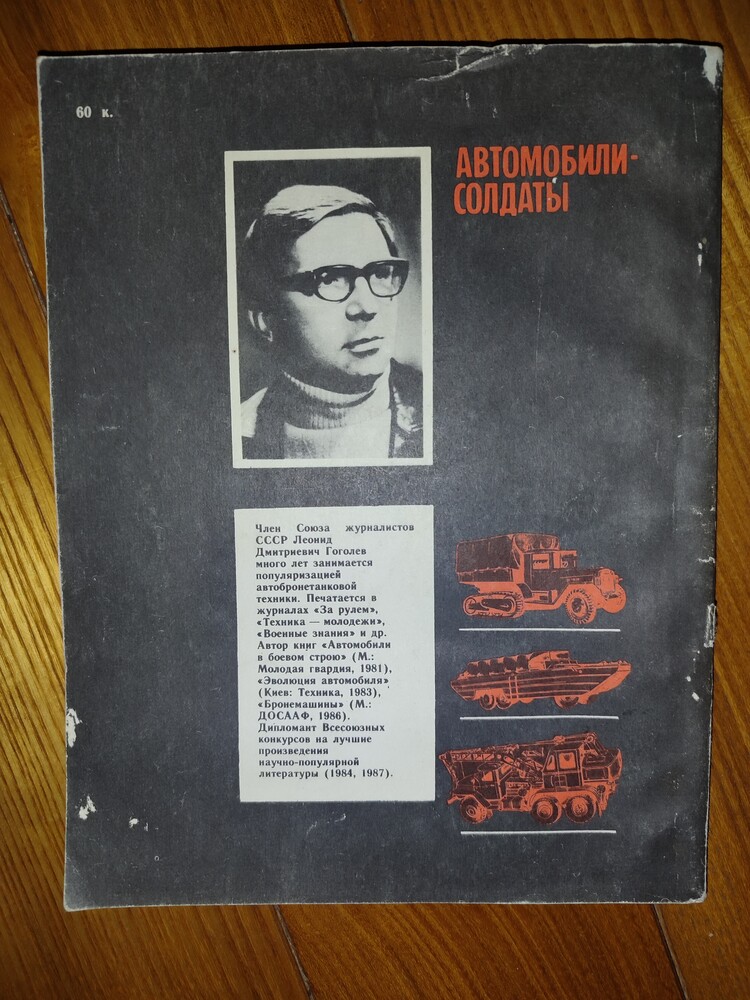 60 к.
АВТОМОБИЛИ-
СОЛДАТЫ
Член Союза журналистов
СССР Леонид
Дмитриевич Гоголев
много лет занимается
популяризацией
автобронетанковой
техники. Печатается в
журналах «За рулем»,
«Техника — молодежи»,
«Военные знания» и др.
Автор книг «Автомобили
в боевом строю» (М.:
Молодая гвардия, 1981),
«Эволюция автомобиля»
(Киев: Техника, 1983),
«Бронемашины» (М.:
ДОСААФ, 1986).
Дипломант Всесоюзных
конкурсов на лучшие
произведения
научно-популярной
литературы (1984, 1987).